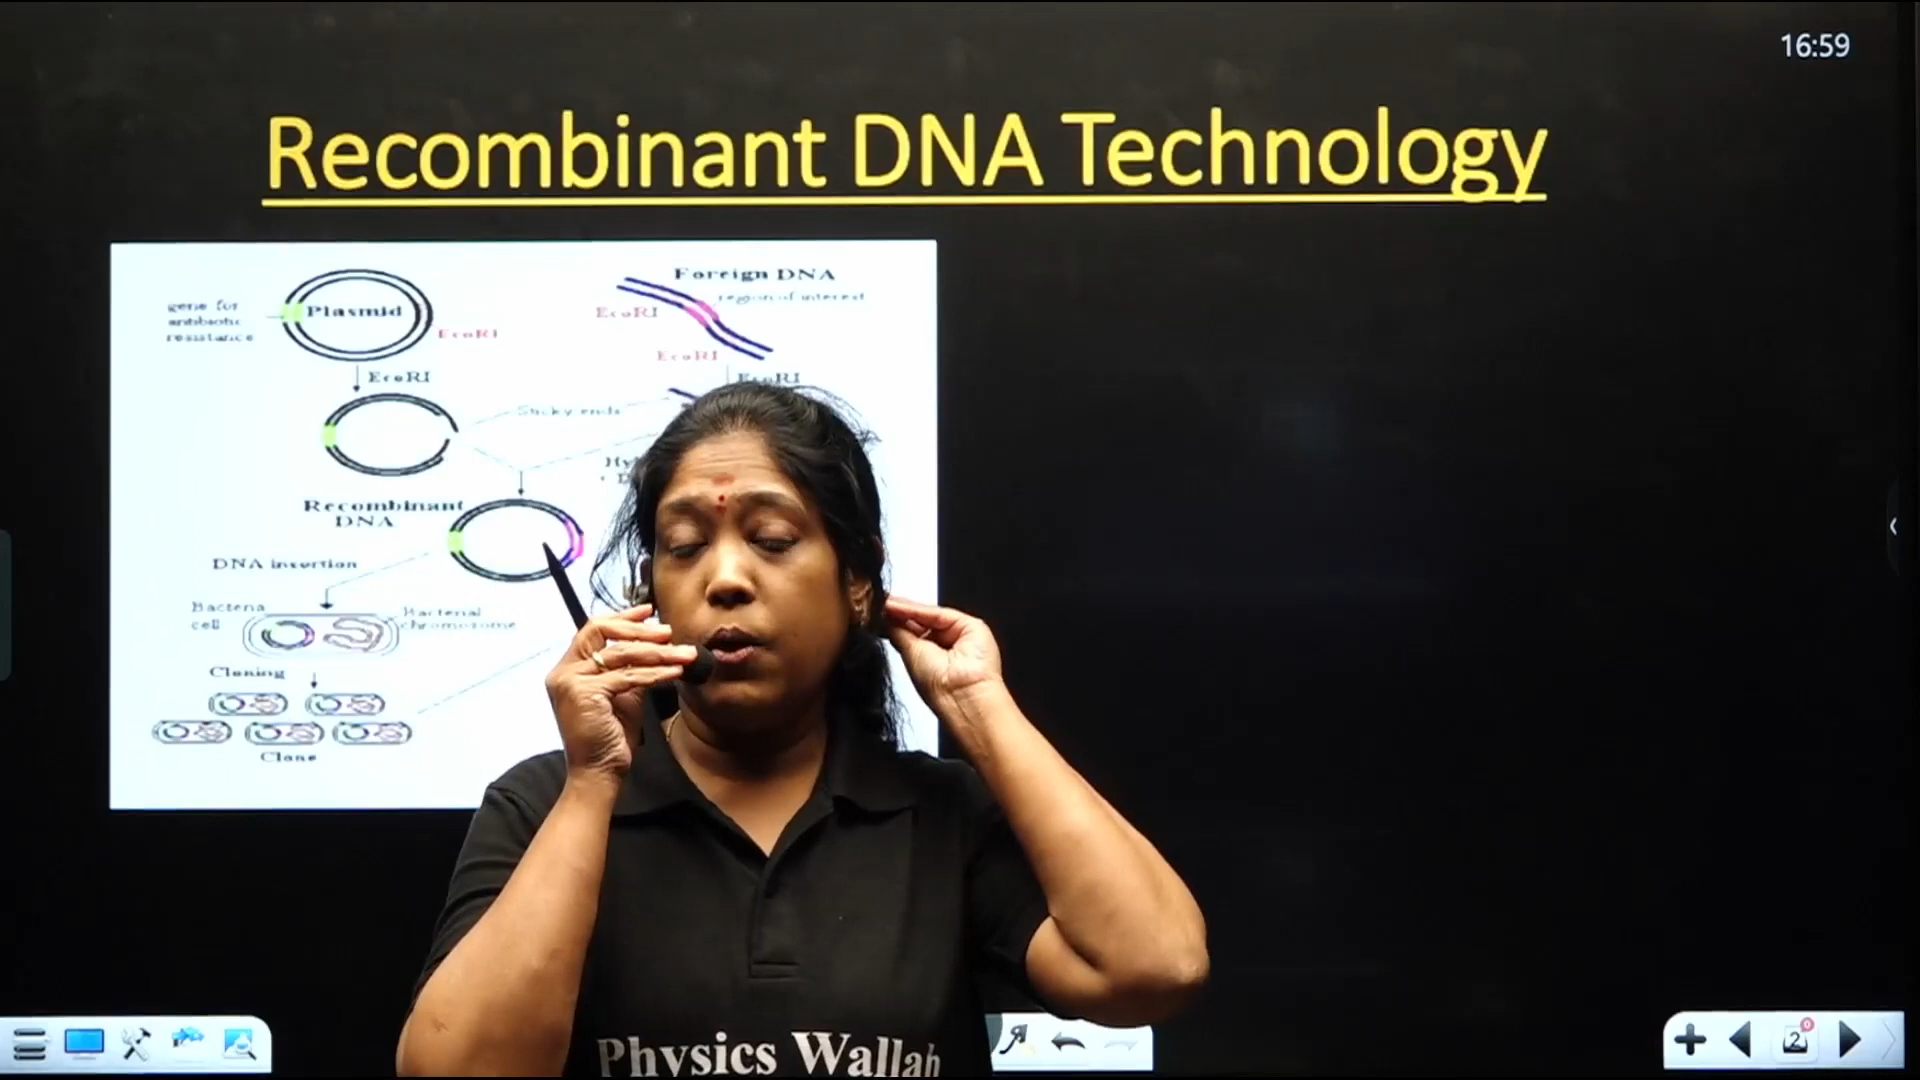 16:59
Recombinant DNA Technology
Foreign DNA
region of interest
gene for
antibiotic
resistance
Plasmid
EcoRI
EcoRI
EcoRI
EcoRI
EcoRI
Sticky ends
Recombinant
DNA
DNA insertion
Bacteria
cell
Bacterial
chromosome
Cloning
Clone
2
Physics Wallah